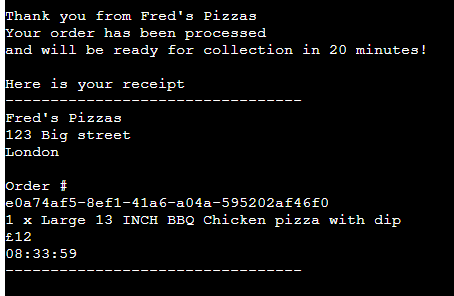 Thank you from Fred's Pizzas
Your order has been processed
and will be ready for collection in 20 minutes!
Here is your receipt
---------------------------------
Fred's Pizzas
123 Big street
London
Order #
e0a74af5-8ef1-41a6-a04a-595202af46f0
1 x Large 13 INCH BBQ Chicken pizza with dip
£12
08:33:59
---------------------------------